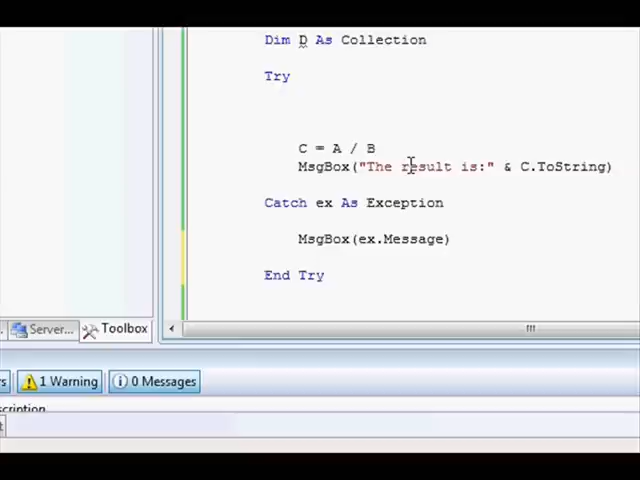 Dim D As Collection
Try
C = A / B
MsgBox("The result is:" & C.ToString)
Catch ex As Exception
MsgBox(ex.Message)
End Try
Server... Toolbox
1 Warning 0 Messages